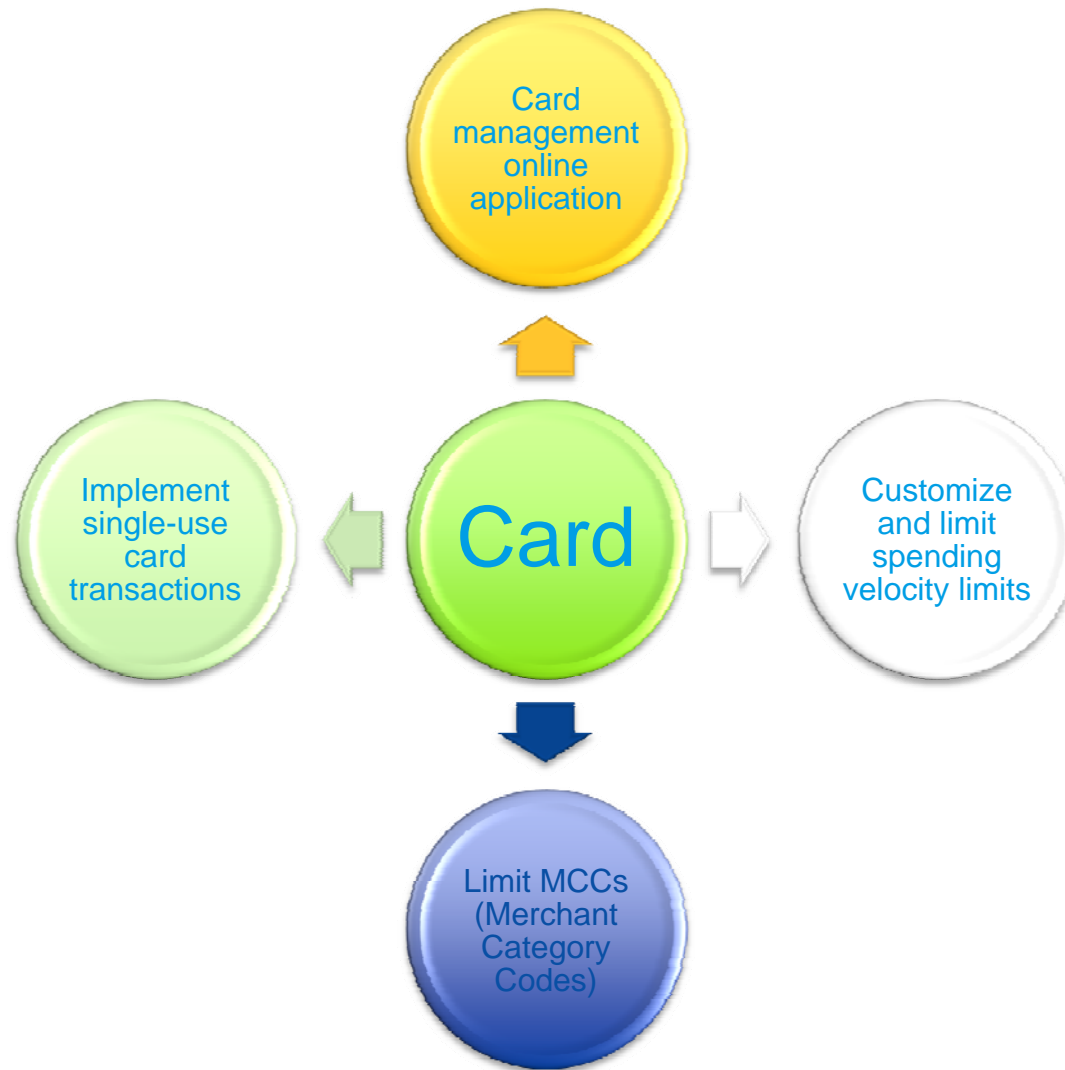 Card
management
online
application
Implement
single-use
card
transactions
Card
Customize
and limit
spending
velocity limits
Limit MCCs
(Merchant
Category
Codes)